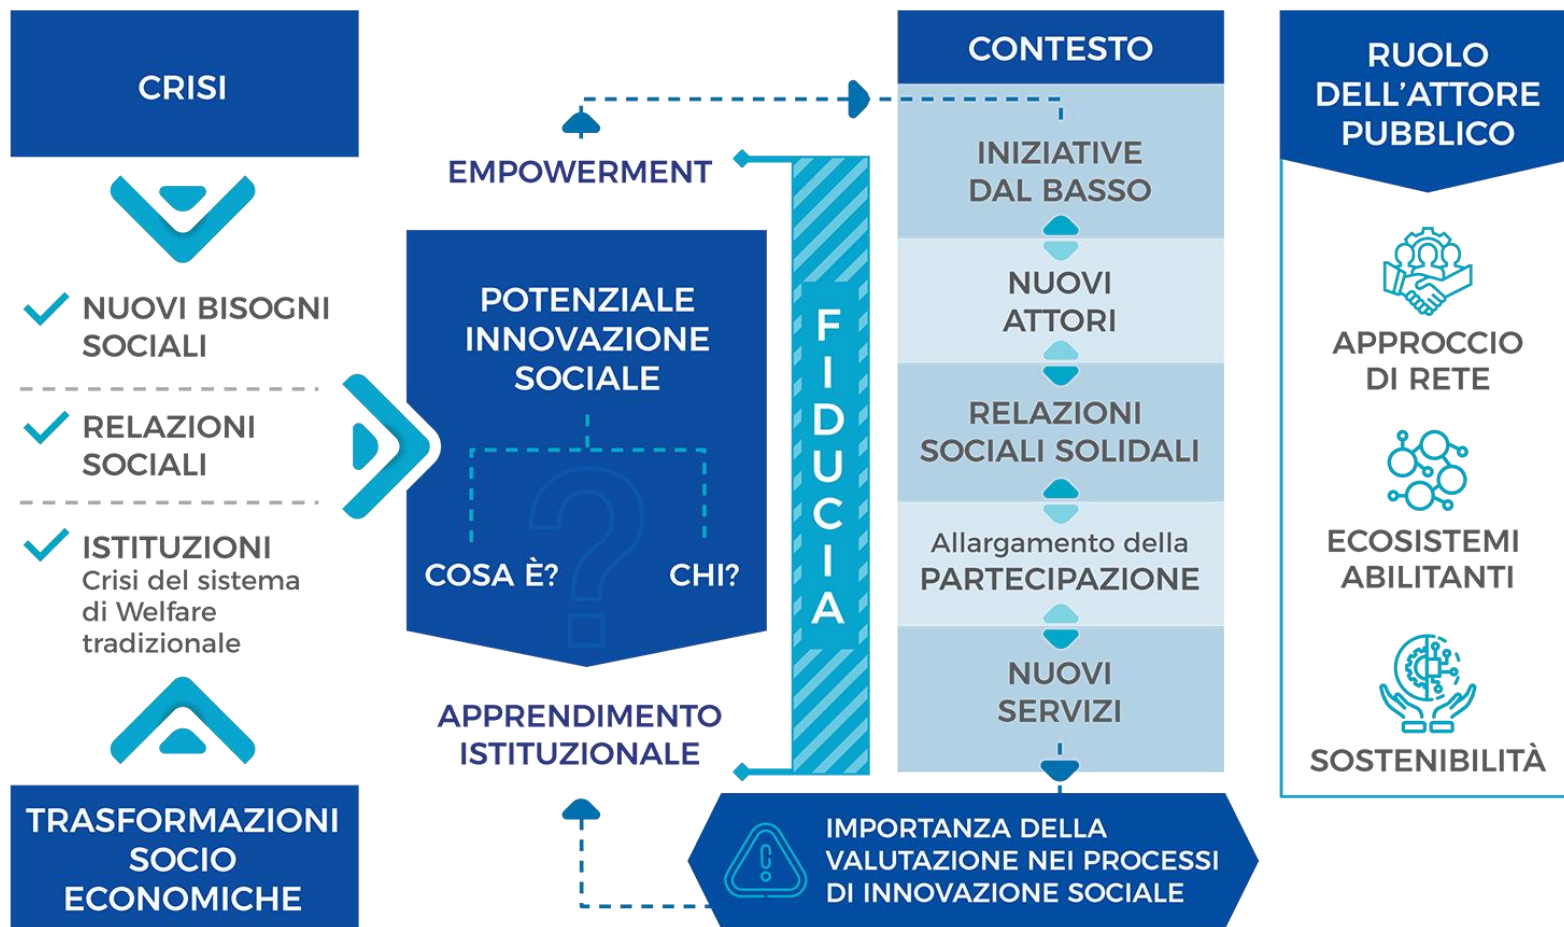 CRISI
NUOVI BISOGNI
SOCIALI
RELAZIONI
SOCIALI
ISTITUZIONI
Crisi del sistema
di Welfare
tradizionale
TRASFORMAZIONI
SOCIO
ECONOMICHE
EMPOWERMENT
POTENZIALE
INNOVAZIONE
SOCIALE
?
COSA È?
CHI?
APPRENDIMENTO
ISTITUZIONALE
FIDUCIA
CONTESTO
INIZIATIVE
DAL BASSO
NUOVI
ATTORI
RELAZIONI
SOCIALI SOLIDALI
Allargamento della
PARTECIPAZIONE
NUOVI
SERVIZI
IMPORTANZA DELLA
VALUTAZIONE NEI PROCESSI
DI INNOVAZIONE SOCIALE
RUOLO
DELL'ATTORE
PUBBLICO
APPROCCIO
DI RETE
ECOSISTEMI
ABILITANTI
SOSTENIBILITÀ